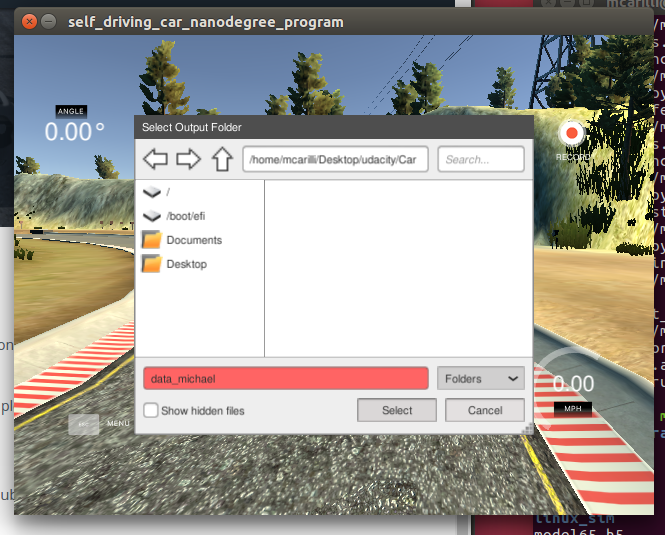 self_driving_car_nanodegree_program
ANGLE
0.00°
Select Output Folder
/home/mcarilli/Desktop/udacity/Car
Search...
RECORD
/
/boot/efi
Documents
Desktop
data_michael
Folders
Show hidden files
Select
Cancel
0.00
MPH
MENU
linux_sim
model65.h5